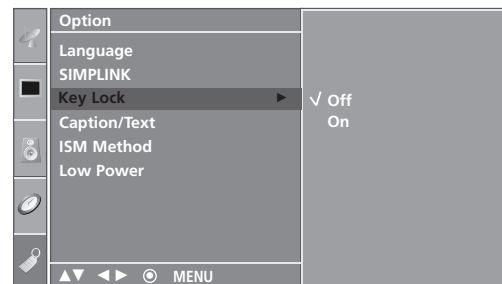 Option
Language
SIMPLINK
Key Lock ►
Caption/Text
ISM Method
Low Power
√ Off
On
▲▼ ◄► ◉ MENU